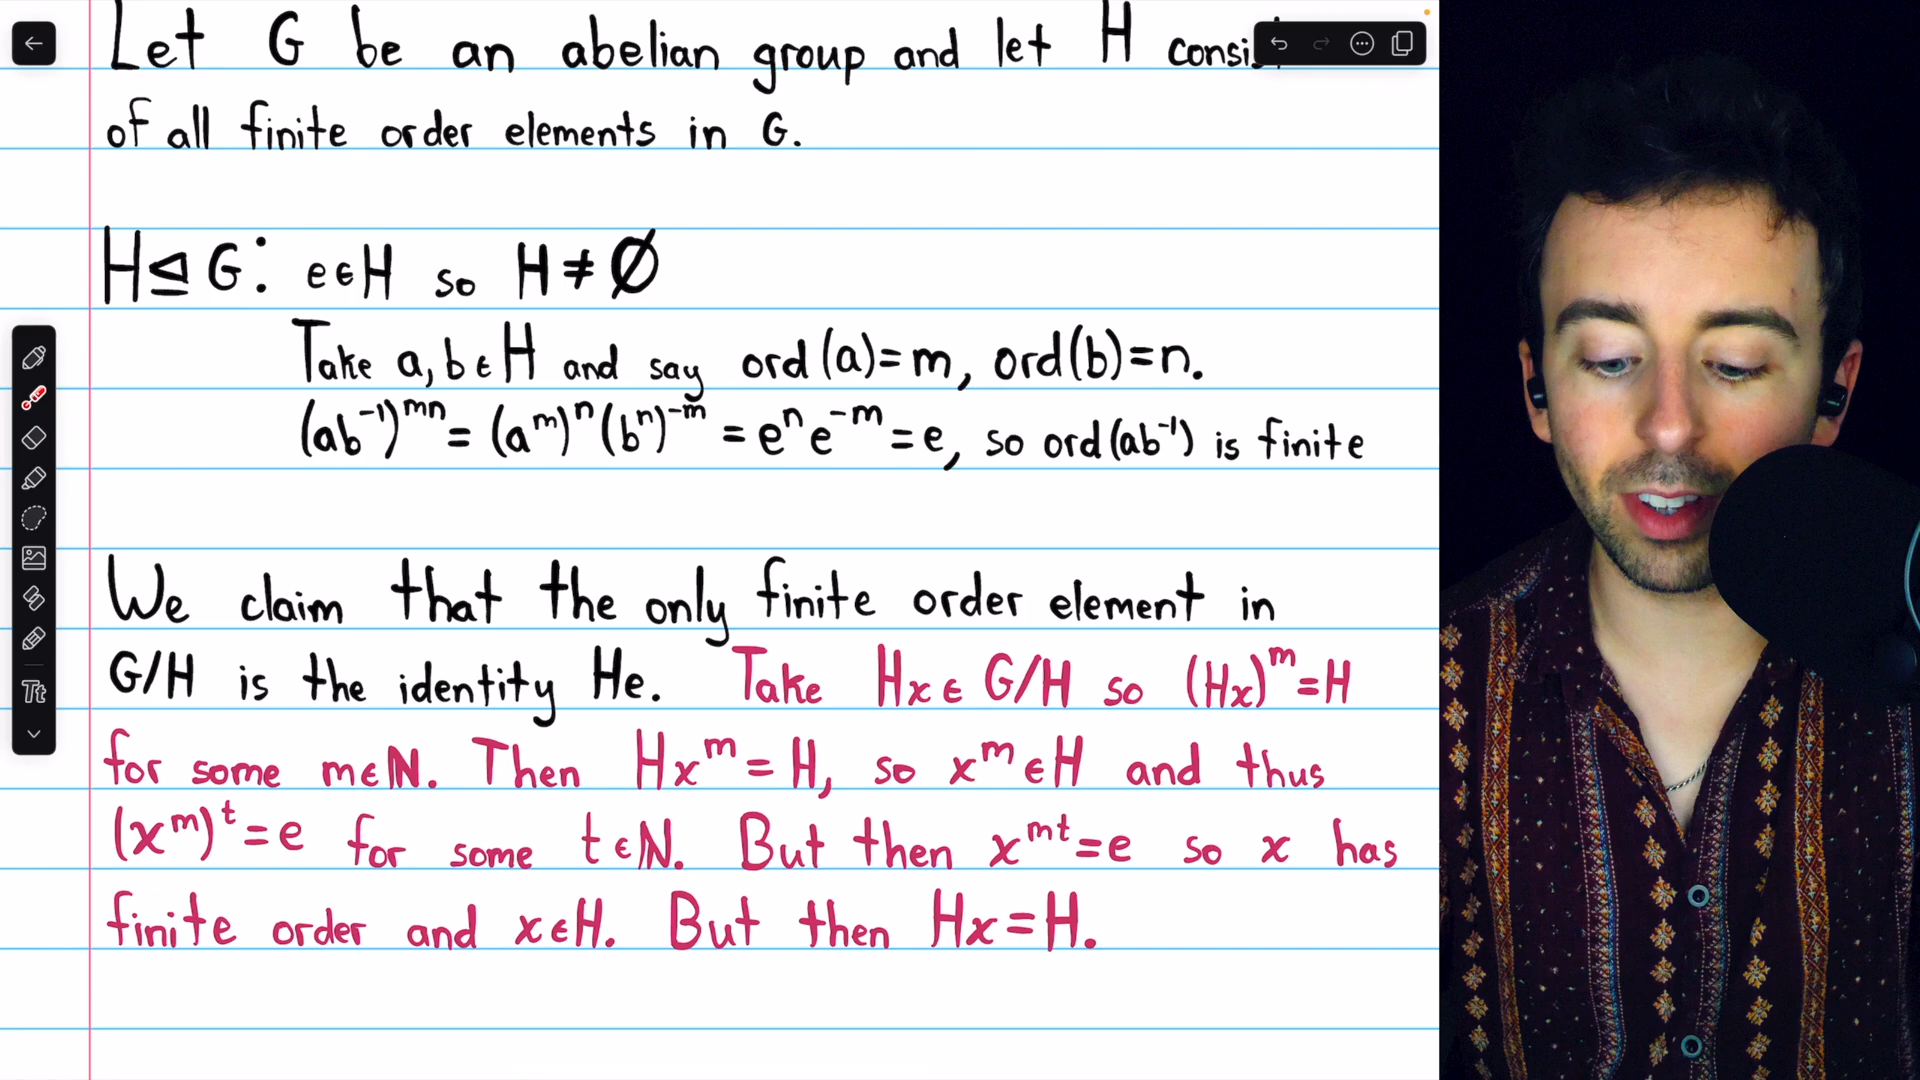 Let G be an abelian group and let H consist
of all finite order elements in G.
H⊴G: e∈H so H≠∅
Take a, b∈H and say ord(a)=m, ord(b)=n.
(ab⁻¹)ᵐⁿ = (aᵐ)ⁿ(bⁿ)⁻ᵐ = eⁿe⁻ᵐ = e, so ord(ab⁻¹) is finite
We claim that the only finite order element in
G/H is the identity He. Take Hx∈G/H so (Hx)ᵐ=H
for some m∈ℕ. Then Hxᵐ=H, so xᵐ∈H and thus
(xᵐ)ᵗ=e for some t∈ℕ. But then xᵐᵗ=e so x has
finite order and x∈H. But then Hx=H.
Tt